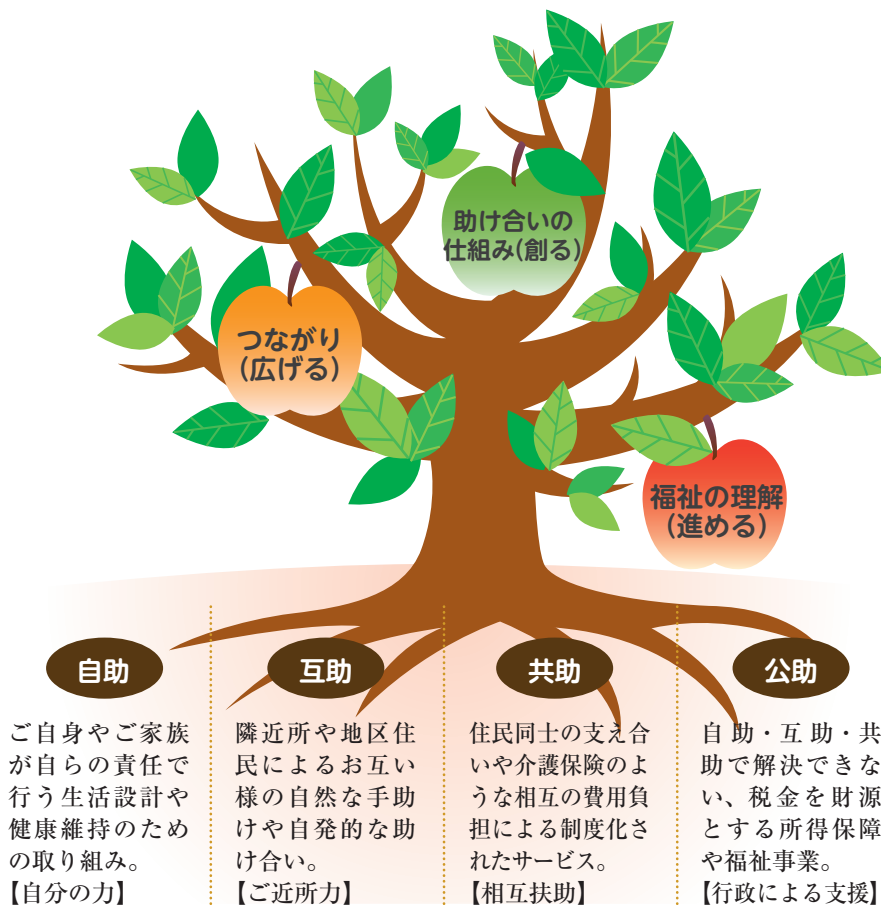 助け合いの
仕組み(創る)
つながり
(広げる)
福祉の理解
(進める)
自助
ご自身やご家族
が自らの責任で
行う生活設計や
健康維持のため
の取り組み。
【自分の力】
互助
隣近所や地区住
民によるお互い
様の自然な手助
けや自発的な助
け合い。
【ご近所力】
共助
住民同士の支え合
いや介護保険のよ
うな相互の費用負
担による制度化さ
れたサービス。
【相互扶助】
公助
自助・互助・共
助で解決できな
い、税金を財源
とする所得保障
や福祉事業。
【行政による支援】